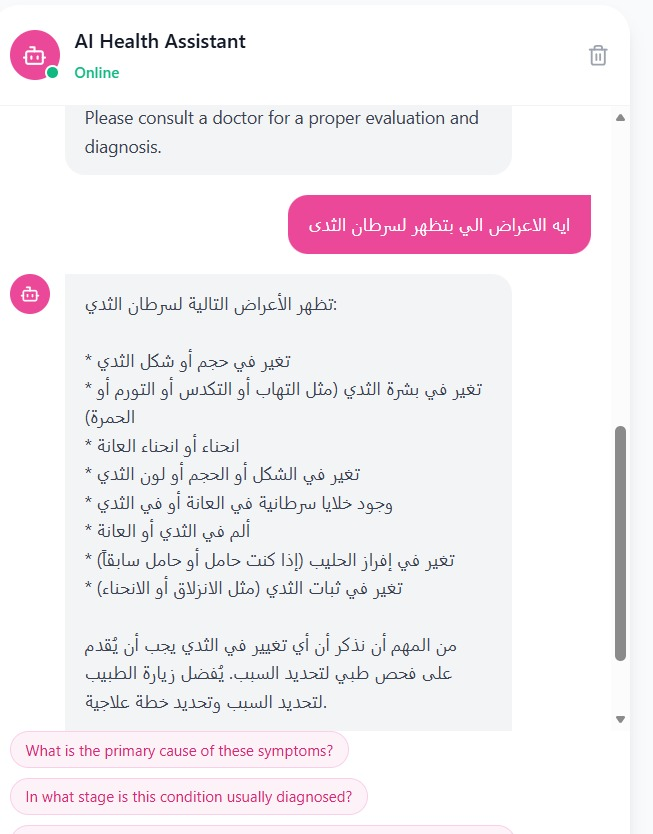 AI Health Assistant
Online
Please consult a doctor for a proper evaluation and
diagnosis.
ايه الاعراض الي بتظهر لسرطان الثدى
تظهر الأعراض التالية لسرطان الثدي:
* تغير في حجم أو شكل الثدي
* تغير في بشرة الثدي (مثل التهاب أو التكدس أو التورم أو
الحمرة)
* انحناء أو انحناء العانة
* تغير في الشكل أو الحجم أو لون الثدي
* وجود خلايا سرطانية في العانة أو في الثدي
* ألم في الثدي أو العانة
* تغير في إفراز الحليب (إذا كنت حامل أو حامل سابقاً)
* تغير في ثبات الثدي (مثل الانزلاق أو الانحناء)
من المهم أن نذكر أن أي تغيير في الثدي يجب أن يُقدم
على فحص طبي لتحديد السبب. يُفضل زيارة الطبيب
لتحديد السبب وتحديد خطة علاجية.
What is the primary cause of these symptoms?
In what stage is this condition usually diagnosed?